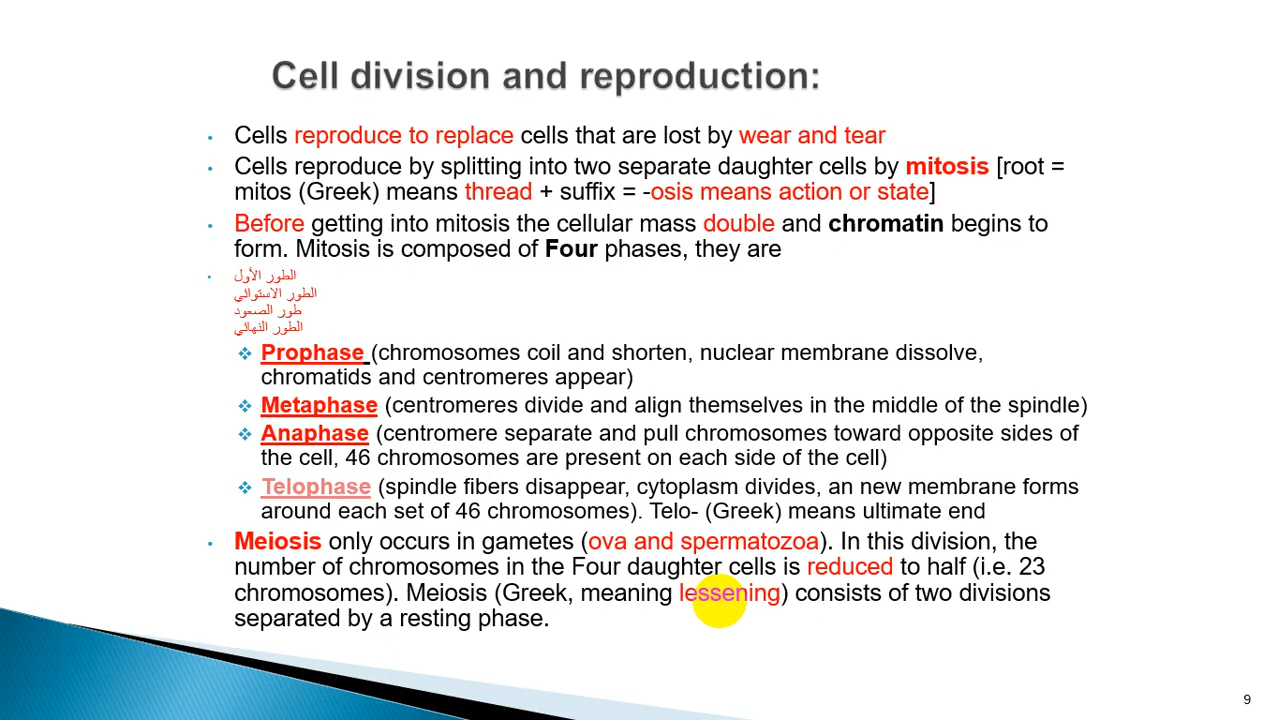 Cell division and reproduction:
• Cells reproduce to replace cells that are lost by wear and tear
• Cells reproduce by splitting into two separate daughter cells by mitosis [root =
mitos (Greek) means thread + suffix = -osis means action or state]
• Before getting into mitosis the cellular mass double and chromatin begins to
form. Mitosis is composed of Four phases, they are
• الطور الأول
الطور الاستوائي
طور الصعود
الطور النهائي
❖ Prophase (chromosomes coil and shorten, nuclear membrane dissolve,
chromatids and centromeres appear)
❖ Metaphase (centromeres divide and align themselves in the middle of the spindle)
❖ Anaphase (centromere separate and pull chromosomes toward opposite sides of
the cell, 46 chromosomes are present on each side of the cell)
❖ Telophase (spindle fibers disappear, cytoplasm divides, an new membrane forms
around each set of 46 chromosomes). Telo- (Greek) means ultimate end
• Meiosis only occurs in gametes (ova and spermatozoa). In this division, the
number of chromosomes in the Four daughter cells is reduced to half (i.e. 23
chromosomes). Meiosis (Greek, meaning lessening) consists of two divisions
separated by a resting phase.
9